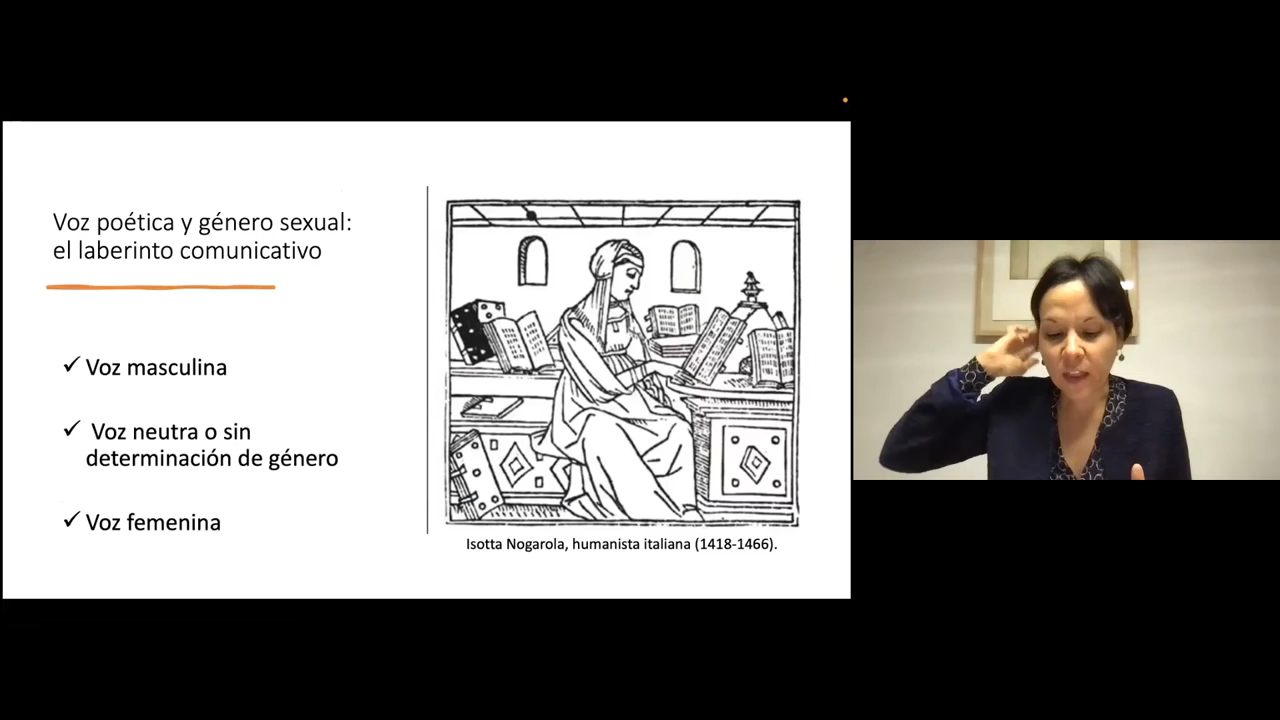 Voz poética y género sexual:
el laberinto comunicativo
✓ Voz masculina
✓ Voz neutra o sin
determinación de género
✓ Voz femenina
Isotta Nogarola, humanista italiana (1418-1466).